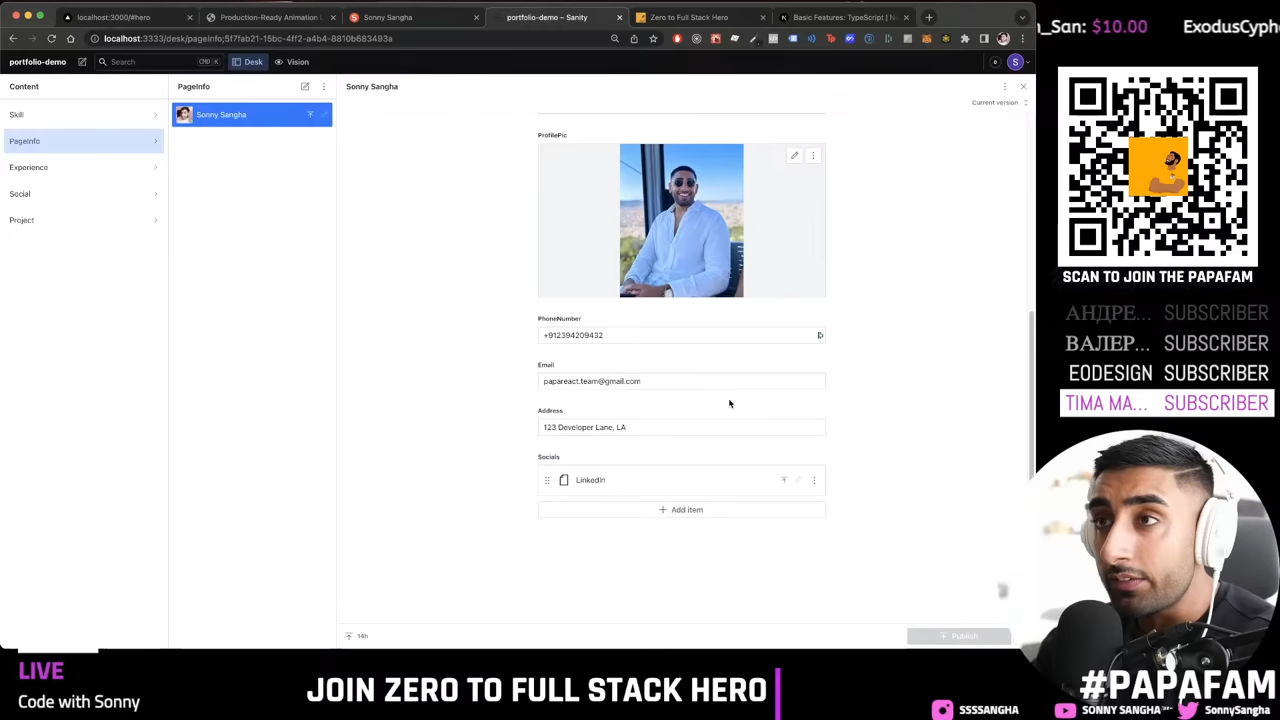 localhost:3000/#hero
Production-Ready Animation L
Sonny Sangha
portfolio-demo – Sanity
Zero to Full Stack Hero
Basic Features: TypeScript | Ne
localhost:3333/desk/pageInfo;5f7fab21-15bc-4ff2-a4b4-8810b683493a
portfolio-demo
Search
CMD K
Desk
Vision
0
S
Content
PageInfo
Sonny Sangha
Current version
Skill
PageInfo
Experience
Social
Project
Sonny Sangha
ProfilePic
PhoneNumber
+912394209432
Email
papareact.team@gmail.com
Address
123 Developer Lane, LA
Socials
LinkedIn
Add item
14h
Publish
_San: $10.00
ExodusCyph
SCAN TO JOIN THE PAPAFAM
АНДРЕ... SUBSCRIBER
ВАЛЕР... SUBSCRIBER
EODESIGN SUBSCRIBER
TIMA MA... SUBSCRIBER
LIVE
Code with Sonny
JOIN ZERO TO FULL STACK HERO
#PAPAFAM
SSSSANGHA
SONNY SANGHA
SonnySangha